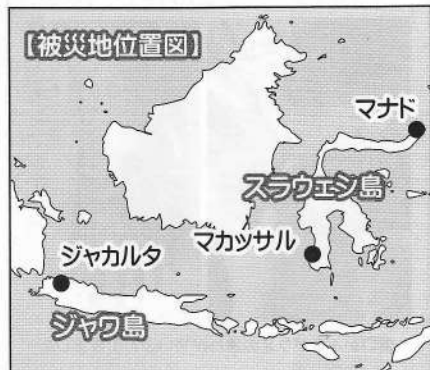 【被災地位置図】
マナド
スラウェシ島
マカッサル
ジャカルタ
ジャワ島